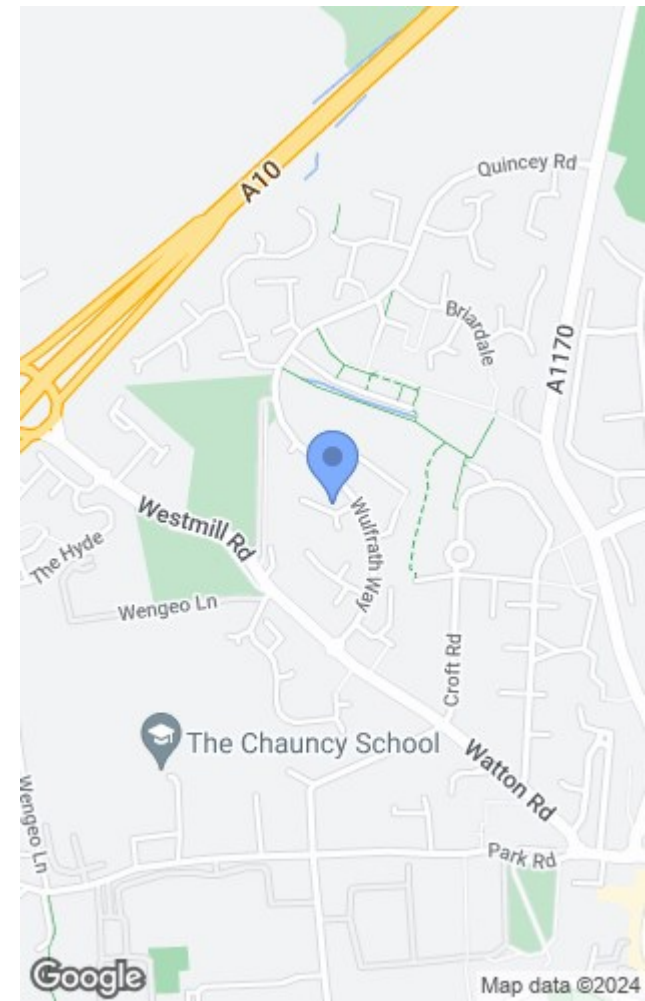 A10
Quincey Rd
Briardale
A1170
Westmill Rd
The Hyde
Wulfrath Way
Wengeo Ln
Croft Rd
The Chauncy School
Watton Rd
Wengeo Ln
Park Rd
Google
Map data ©2024